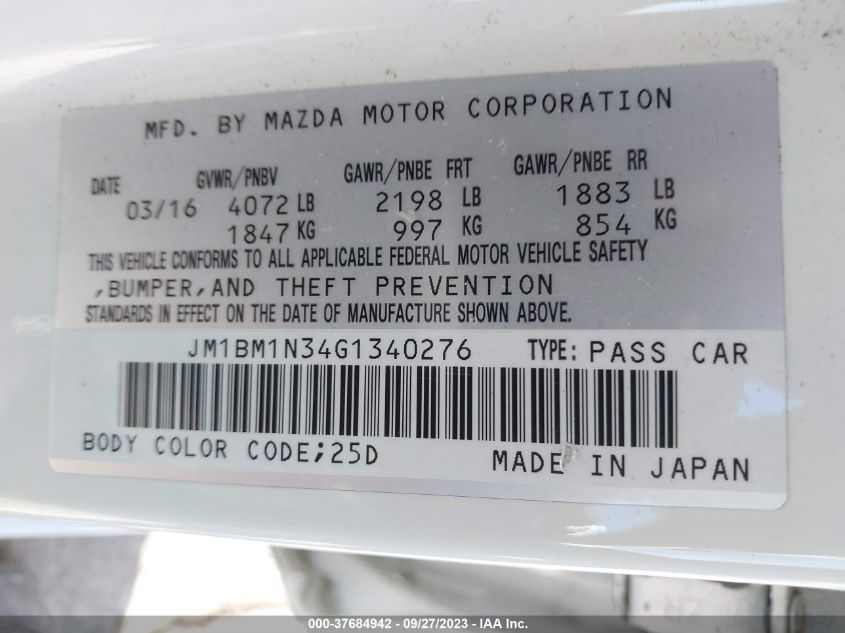 MFD. BY MAZDA MOTOR CORPORATION
DATE GVWR/PNBV GAWR/PNBE FRT GAWR/PNBE RR
03/16 4072 LB 2198 LB 1883 LB
1847 KG 997 KG 854 KG
THIS VEHICLE CONFORMS TO ALL APPLICABLE FEDERAL MOTOR VEHICLE SAFETY
,BUMPER,AND THEFT PREVENTION
STANDARDS IN EFFECT ON THE DATE OF MANUFACTURE SHOWN ABOVE.
JM1BM1N34G1340276 TYPE: PASS CAR
BODY COLOR CODE;25D MADE IN JAPAN
000-37684942 - 09/27/2023 - IAA Inc.